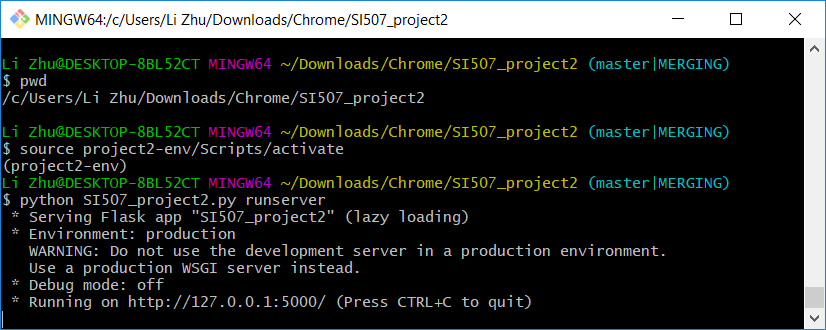 MINGW64:/c/Users/Li Zhu/Downloads/Chrome/SI507_project2
Li Zhu@DESKTOP-8BL52CT MINGW64 ~/Downloads/Chrome/SI507_project2 (master|MERGING)
$ pwd
/c/Users/Li Zhu/Downloads/Chrome/SI507_project2
Li Zhu@DESKTOP-8BL52CT MINGW64 ~/Downloads/Chrome/SI507_project2 (master|MERGING)
$ source project2-env/Scripts/activate
(project2-env)
Li Zhu@DESKTOP-8BL52CT MINGW64 ~/Downloads/Chrome/SI507_project2 (master|MERGING)
$ python SI507_project2.py runserver
 * Serving Flask app "SI507_project2" (lazy loading)
 * Environment: production
   WARNING: Do not use the development server in a production environment.
   Use a production WSGI server instead.
 * Debug mode: off
 * Running on http://127.0.0.1:5000/ (Press CTRL+C to quit)